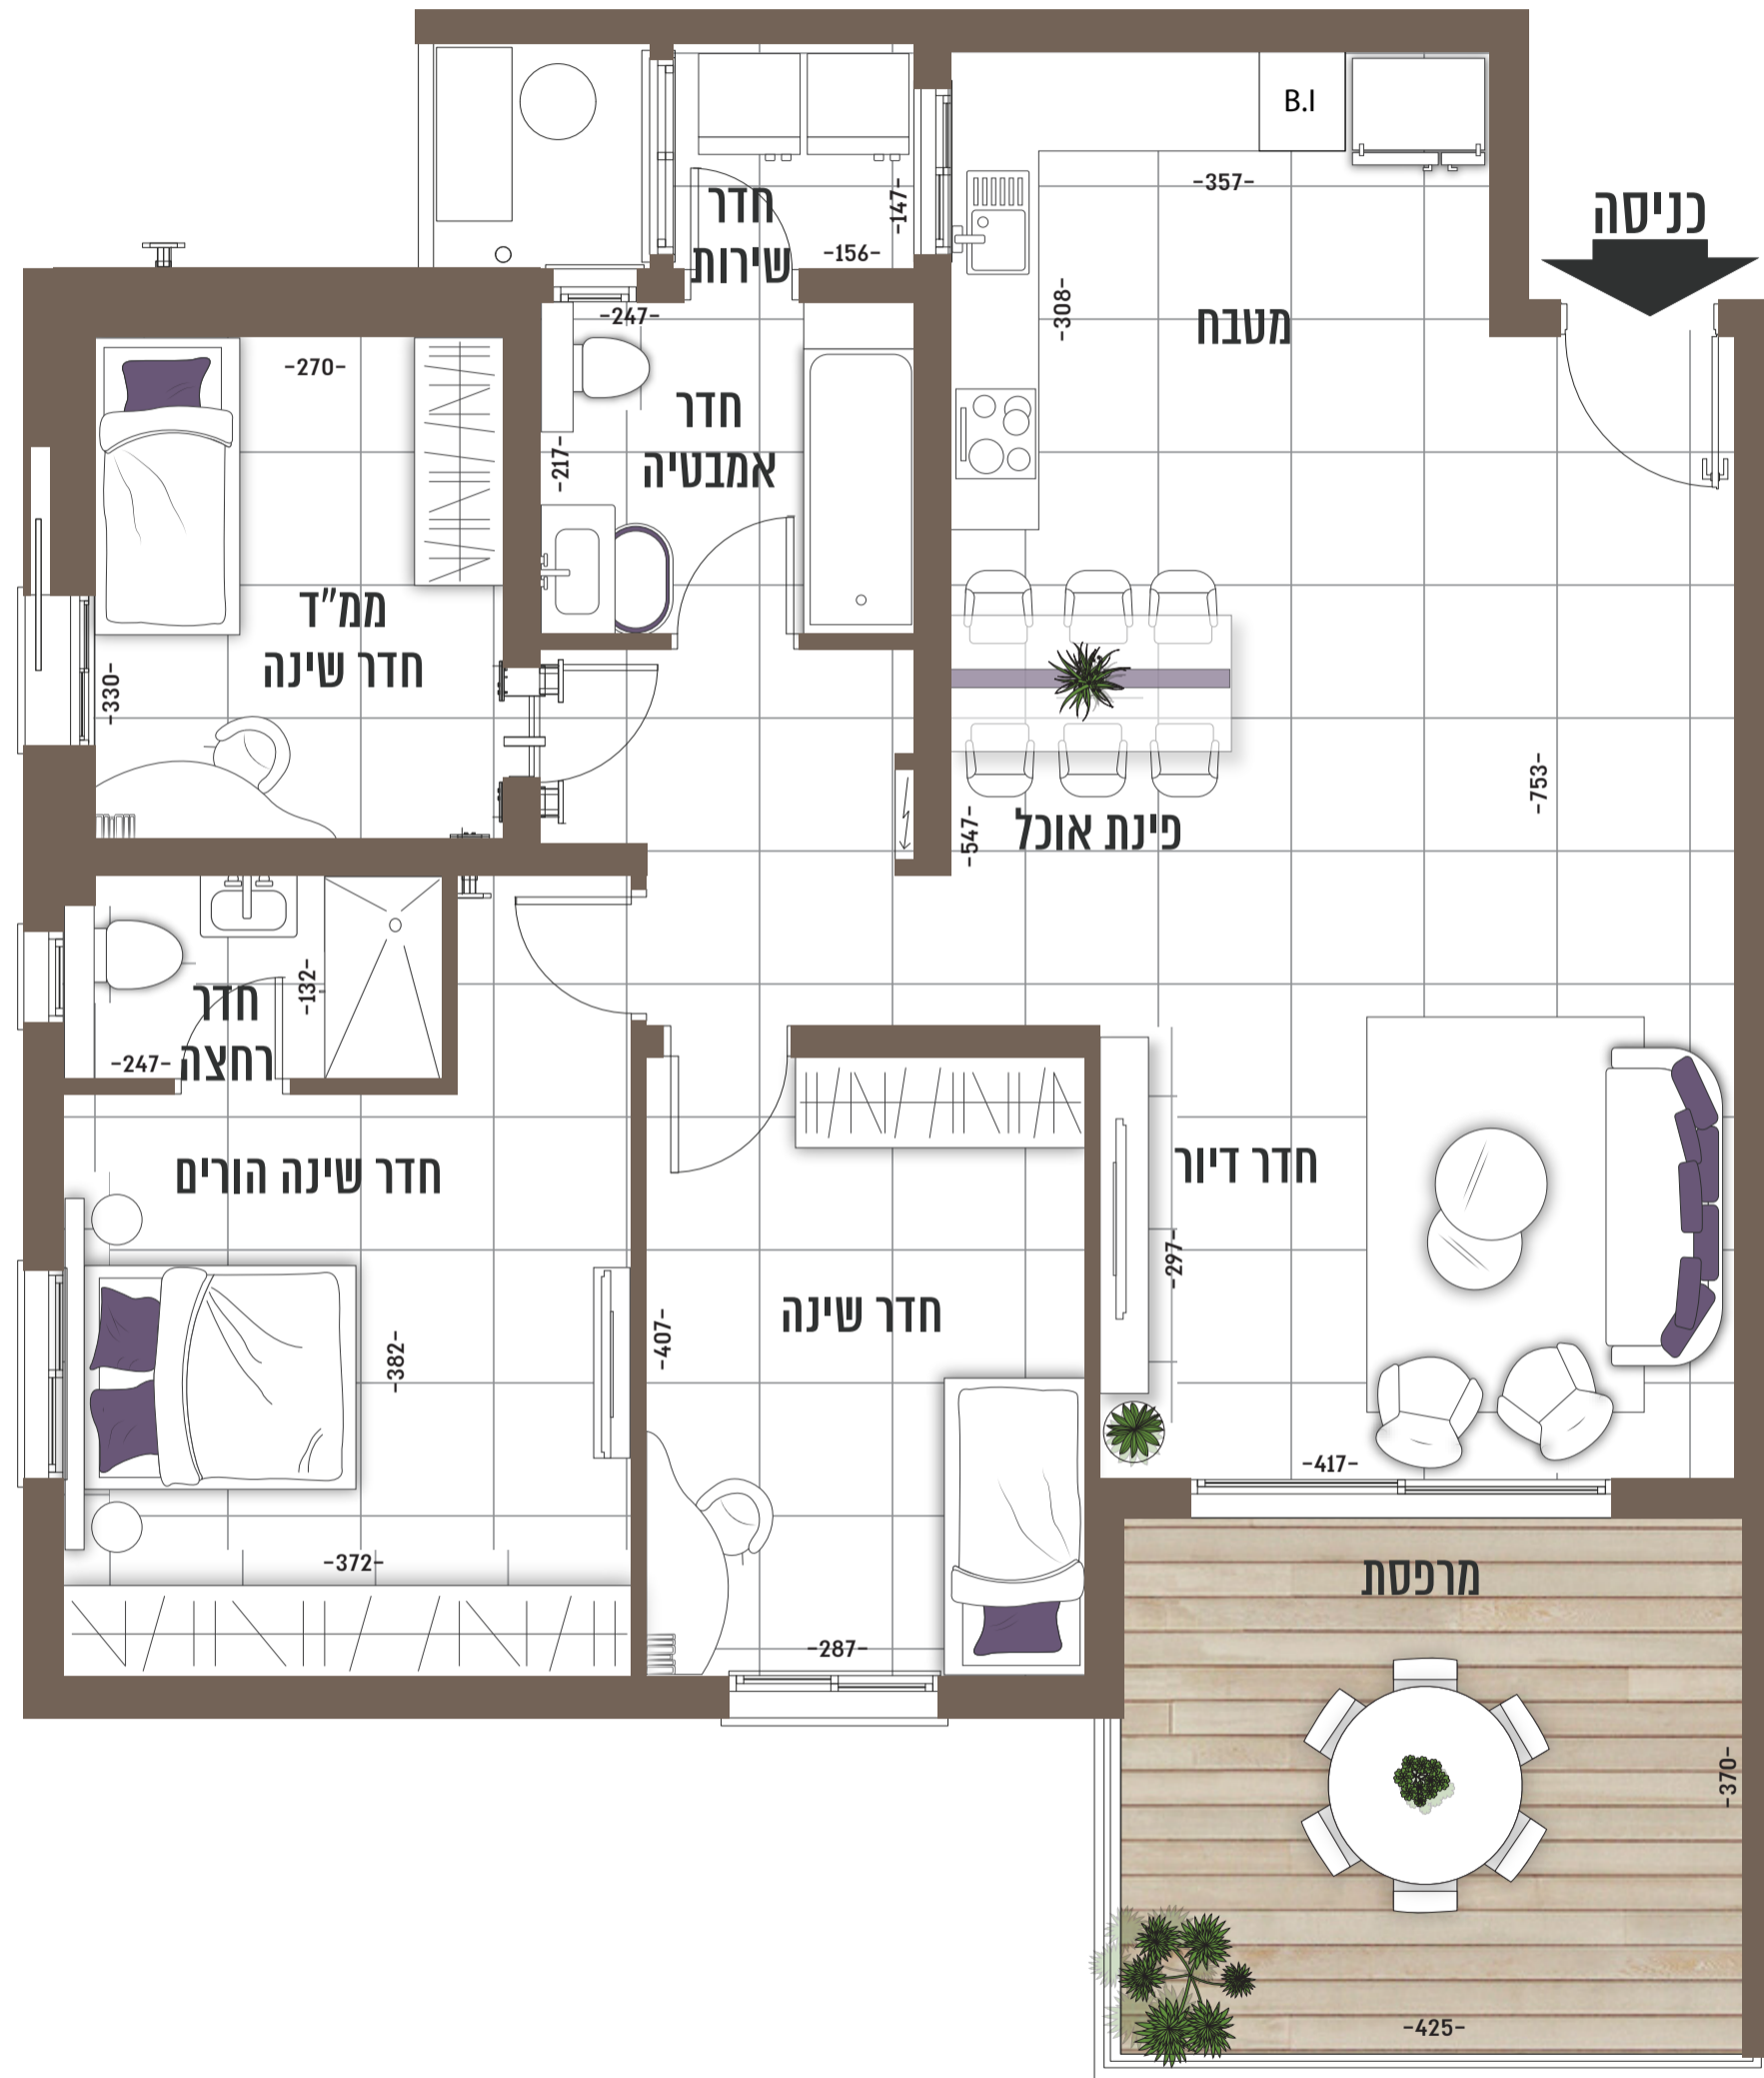 B.I
-357-
כניסה
חדר
שירות
-147-
-156-
-308-
מטבח
-247-
-270-
חדר
אמבטיה
-217-
ממ"ד
חדר שינה
-330-
-753-
פינת אוכל
-547-
חדר
רחצה
-132-
-247-
חדר שינה הורים
חדר דיור
-297-
חדר שינה
-407-
-382-
-417-
-372-
-287-
מרפסת
-370-
-425-